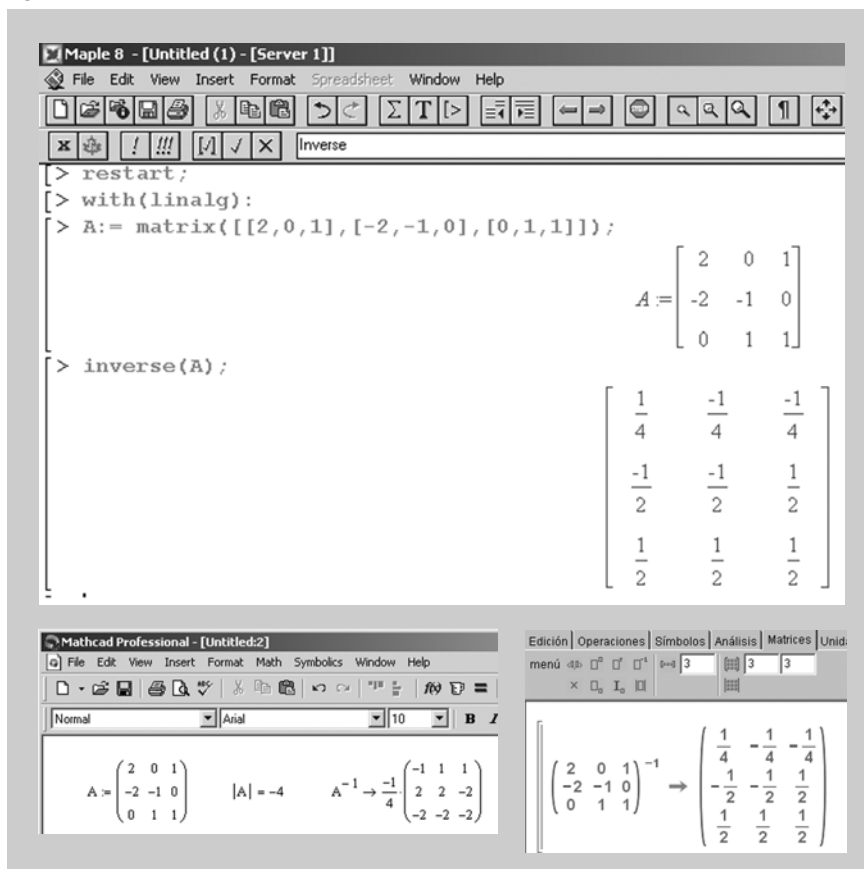 Maple 8 - [Untitled (1) - [Server 1]]
File Edit View Insert Format Spreadsheet Window Help
Σ T [>
STOP
¶
x ! !!! [/] √ X Inverse
[> restart;
[> with(linalg):
[> A:= matrix([[2,0,1],[-2,-1,0],[0,1,1]]);
A := [ 2 0 1
-2 -1 0
0 1 1 ]
[> inverse(A);
[ 1/4 -1/4 -1/4
-1/2 -1/2 1/2
1/2 1/2 1/2 ]
Mathcad Professional - [Untitled:2]
File Edit View Insert Format Math Symbolics Window Help
f(x) =
Normal Arial 10 B I
A := ( 2 0 1
-2 -1 0
0 1 1 )
|A| = -4
A⁻¹ → -1/4 · ( -1 1 1
2 2 -2
-2 -2 -2 )
Edición Operaciones Símbolos Análisis Matrices Unida
menú 3 3 3
( 2 0 1
-2 -1 0
0 1 1 )⁻¹ → ( 1/4 -1/4 -1/4
-1/2 -1/2 1/2
1/2 1/2 1/2 )